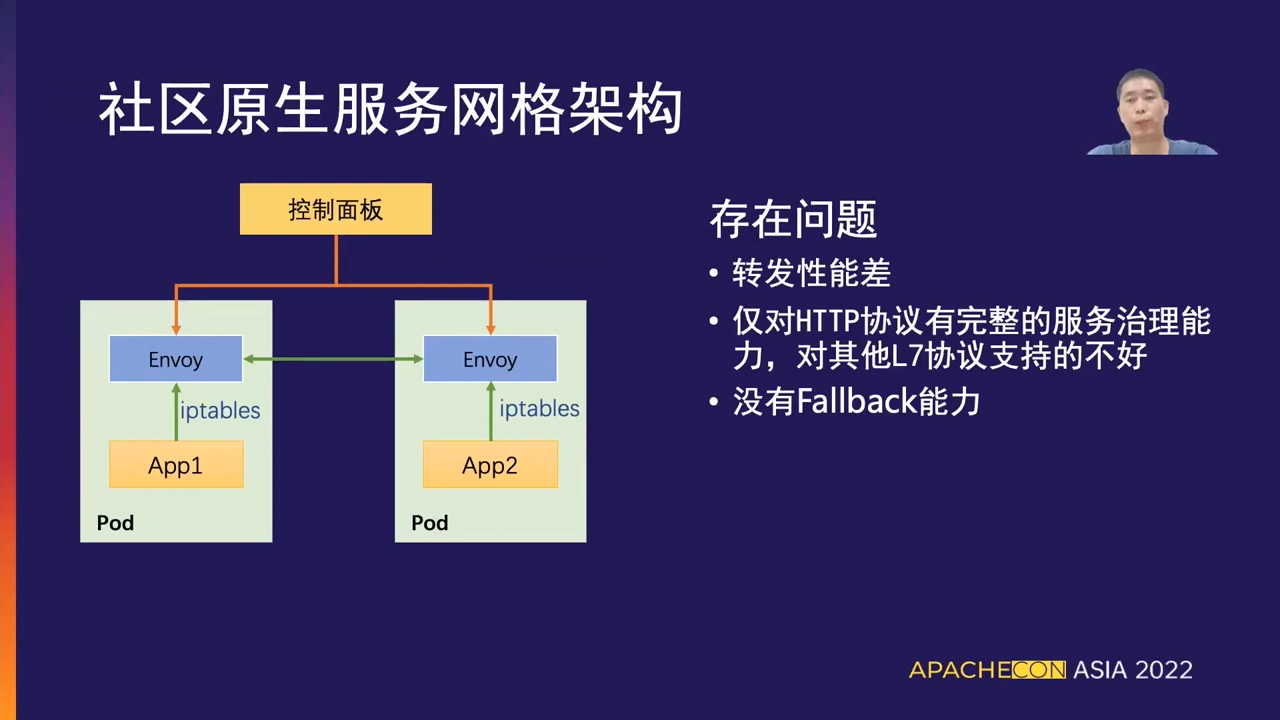 社区原生服务网格架构
控制面板
Envoy
Envoy
iptables
iptables
App1
App2
Pod
Pod
存在问题
• 转发性能差
• 仅对HTTP协议有完整的服务治理能
力，对其他L7协议支持的不好
• 没有Fallback能力
APACHECON ASIA 2022